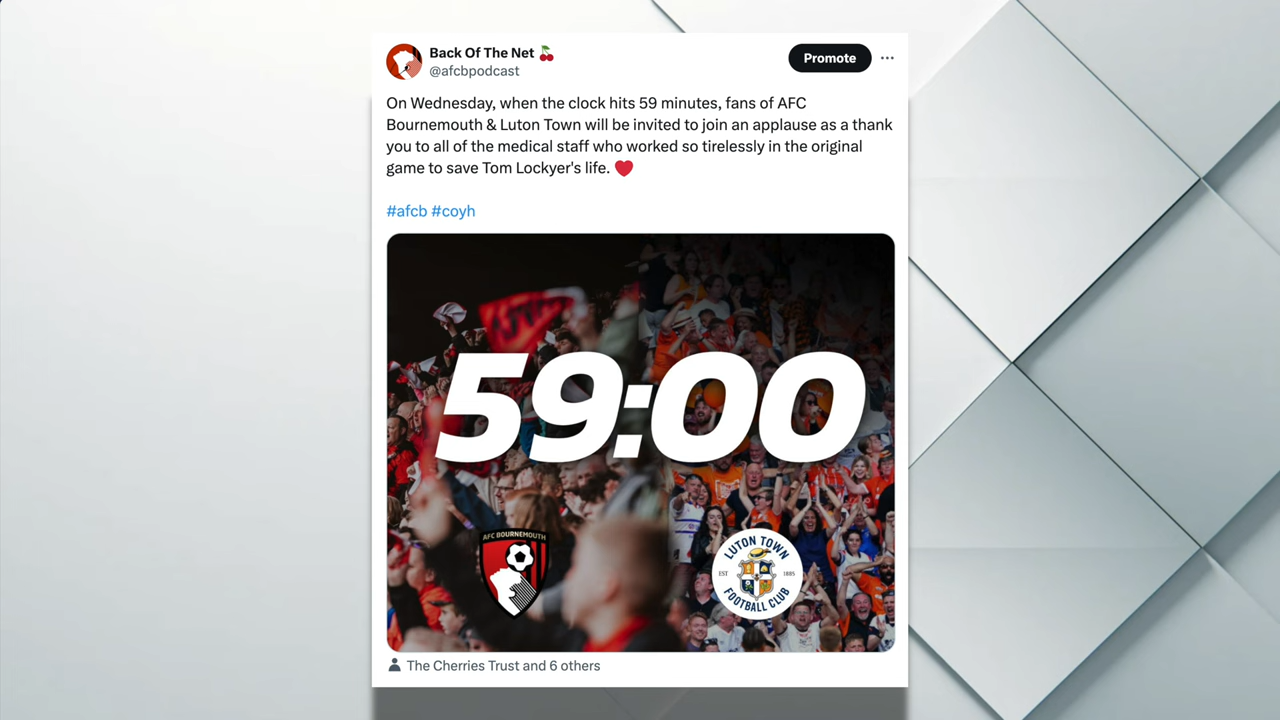 Back Of The Net 🍒
@afcbpodcast
Promote
On Wednesday, when the clock hits 59 minutes, fans of AFC
Bournemouth & Luton Town will be invited to join an applause as a thank
you to all of the medical staff who worked so tirelessly in the original
game to save Tom Lockyer's life. ❤️
#afcb #coyh
59:00
AFC BOURNEMOUTH
LUTON TOWN
EST 1885
FOOTBALL CLUB
The Cherries Trust and 6 others